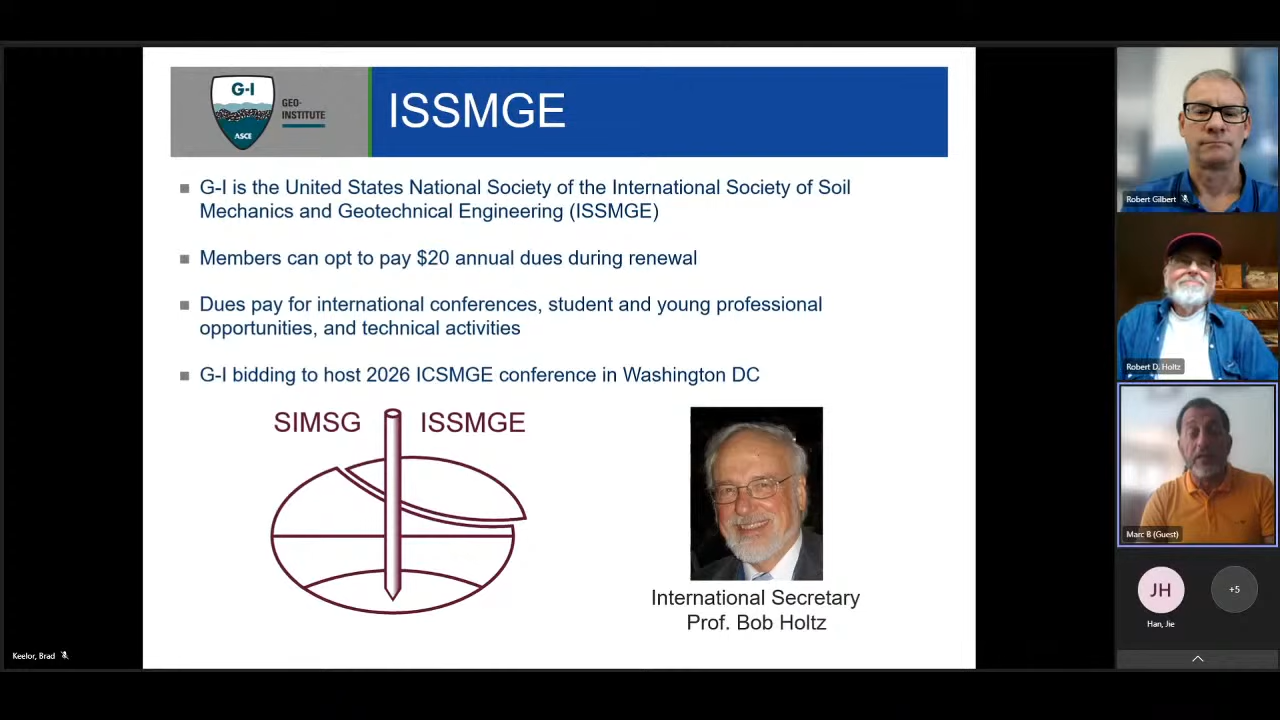 G-I
ASCE
GEO-
INSTITUTE
ISSMGE
G-I is the United States National Society of the International Society of Soil
Mechanics and Geotechnical Engineering (ISSMGE)
Members can opt to pay $20 annual dues during renewal
Dues pay for international conferences, student and young professional
opportunities, and technical activities
G-I bidding to host 2026 ICSMGE conference in Washington DC
SIMSG ISSMGE
International Secretary
Prof. Bob Holtz
Robert Gilbert
Robert D. Holtz
Marc B (Guest)
JH
+5
Han, Jie
Keelor, Brad